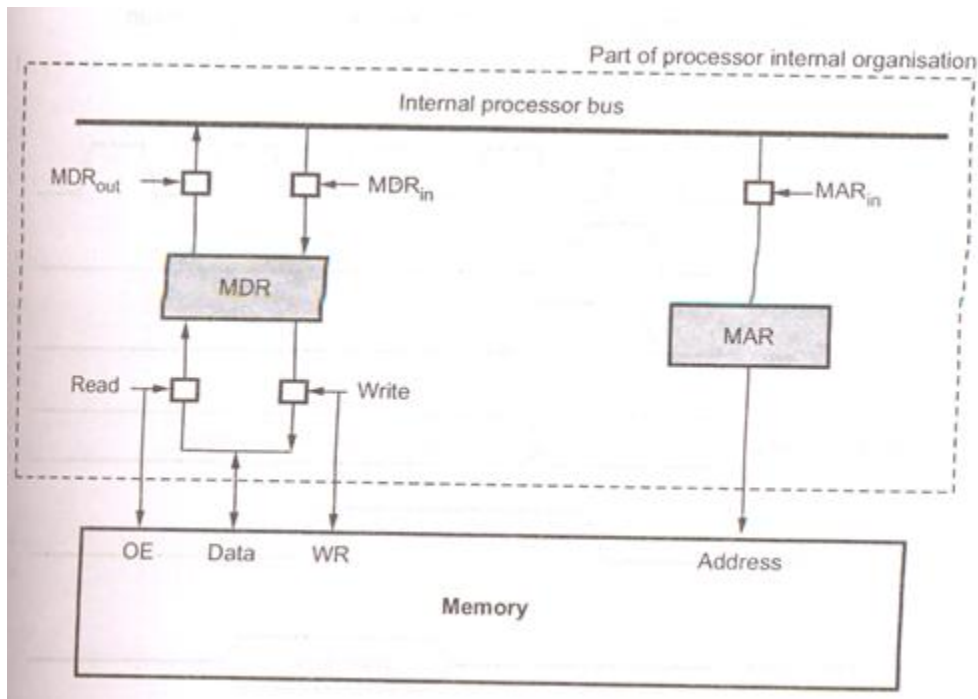 Part of processor internal organisation
Internal processor bus
MDRout
MDRin
MARin
MDR
MAR
Read
Write
OE
Data
WR
Address
Memory